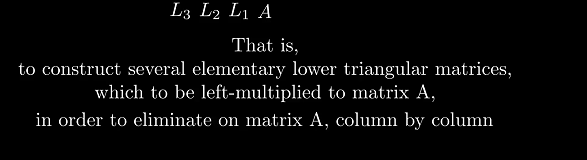 L₃ L₂ L₁ A
That is,
to construct several elementary lower triangular matrices,
which to be left-multiplied to matrix A,
in order to eliminate on matrix A, column by column